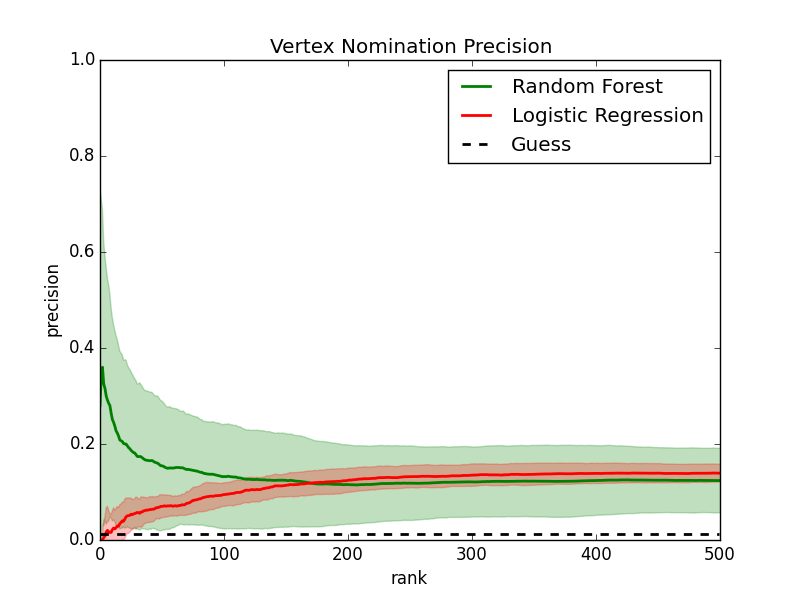 Vertex Nomination Precision
1.0
0.8
0.6
0.4
0.2
0.0
precision
Random Forest
Logistic Regression
Guess
0 100 200 300 400 500
rank